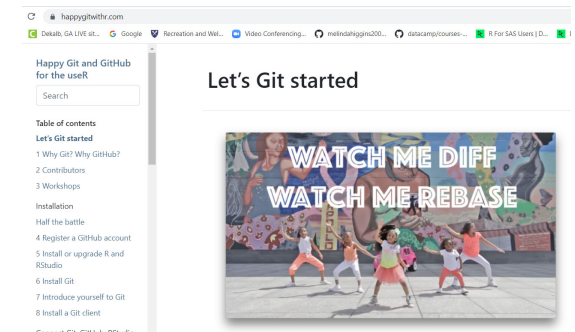 happygitwithr.com
Dekalb, GA LIVE sit...
Google
Recreation and Wel...
Video Conferencing...
melindahiggins200...
datacamp/courses-...
R For SAS Users | D...
Happy Git and GitHub
for the useR
Search
Table of contents
Let's Git started
1 Why Git? Why GitHub?
2 Contributors
3 Workshops
Installation
Half the battle
4 Register a GitHub account
5 Install or upgrade R and
RStudio
6 Install Git
7 Introduce yourself to Git
8 Install a Git client
Let's Git started
WATCH ME DIFF
WATCH ME REBASE